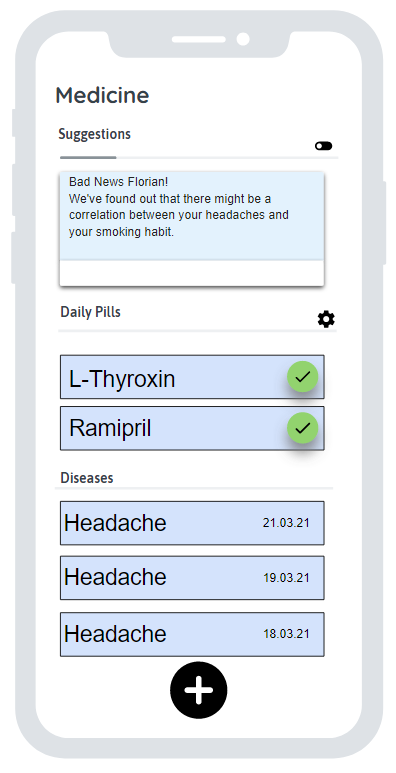 Medicine
Suggestions
Bad News Florian!
We've found out that there might be a
correlation between your headaches and
your smoking habit.
Daily Pills
L-Thyroxin
Ramipril
Diseases
Headache 21.03.21
Headache 19.03.21
Headache 18.03.21